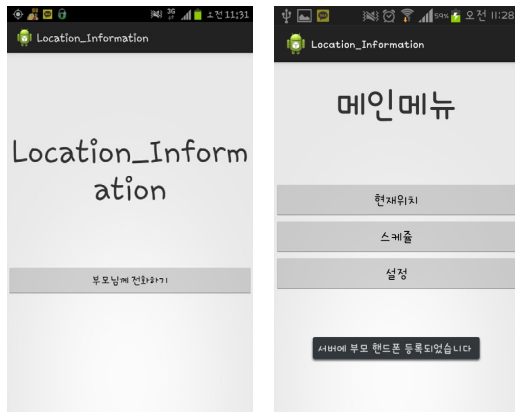 3G 오전 11:31
Location_Information
Location_Inform
ation
부모님께 전화하기
59% 오전 11:28
Location_Information
메인메뉴
현재위치
스케쥴
설정
서버에 부모 핸드폰 등록되었습니다